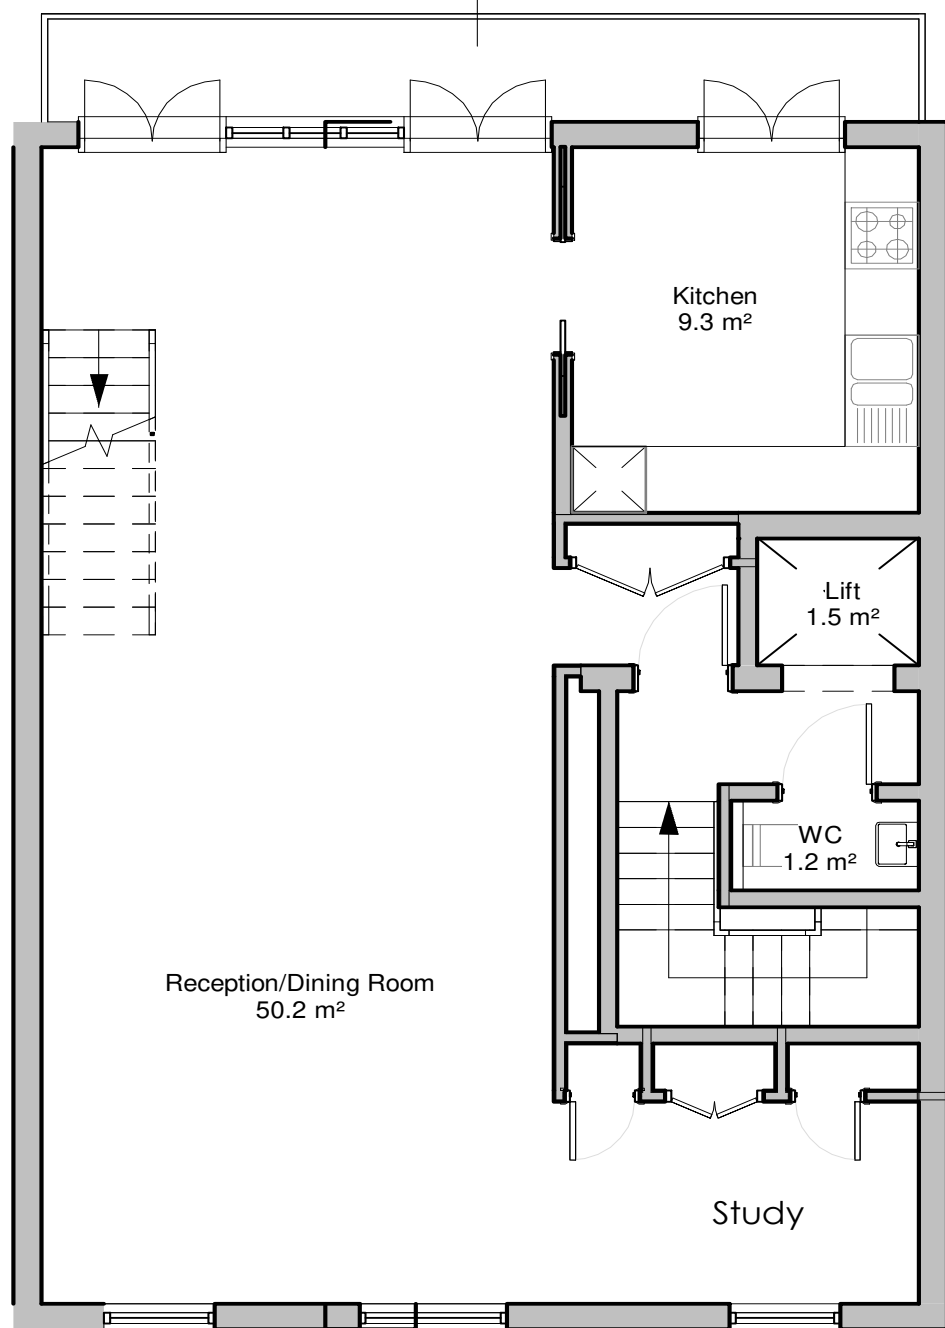 Kitchen
9.3 m²
Lift
1.5 m²
WC
1.2 m²
Reception/Dining Room
50.2 m²
Study